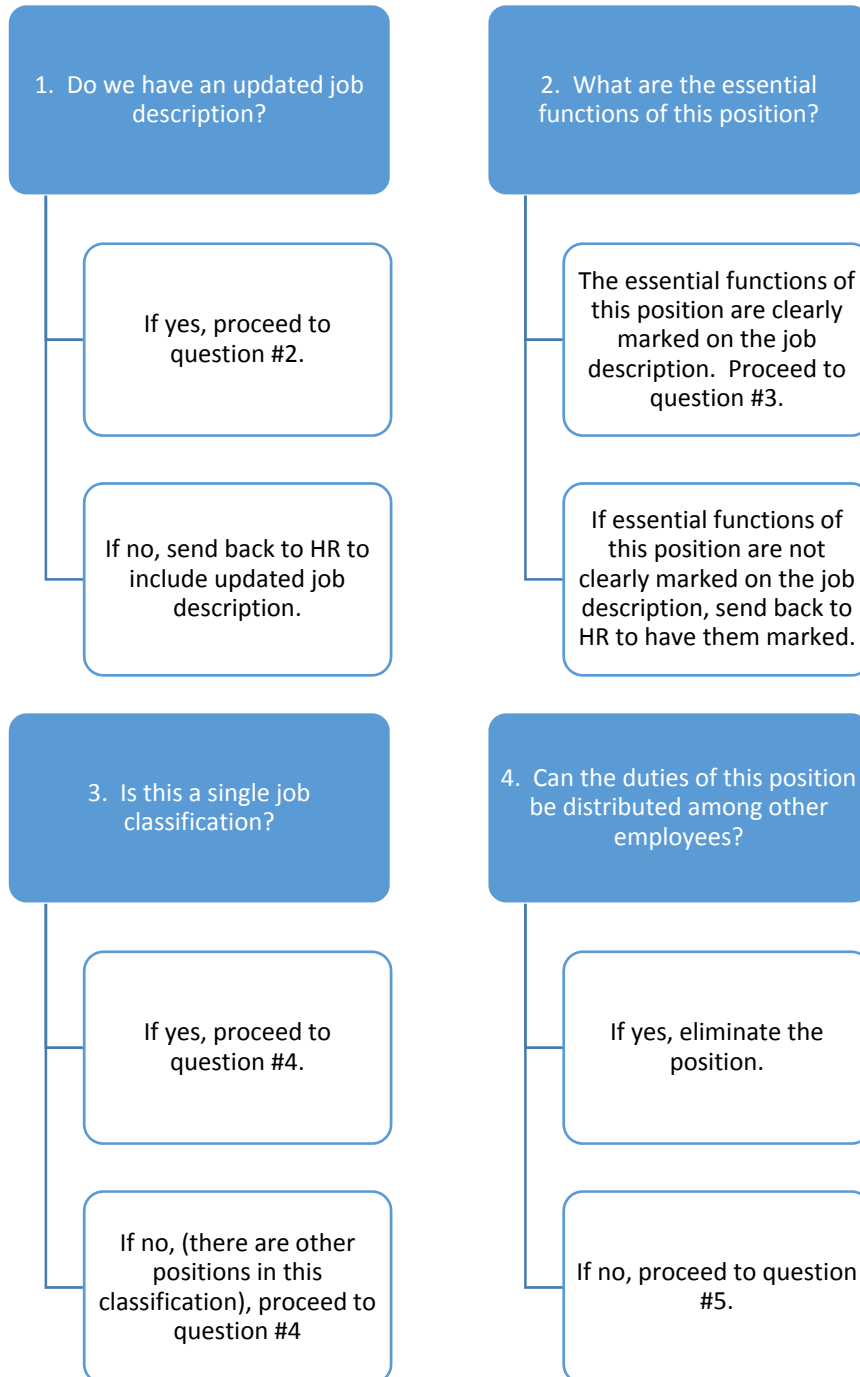 1. Do we have an updated job
description?
If yes, proceed to
question #2.
If no, send back to HR to
include updated job
description.
2. What are the essential
functions of this position?
The essential functions of
this position are clearly
marked on the job
description. Proceed to
question #3.
If essential functions of
this position are not
clearly marked on the job
description, send back to
HR to have them marked.
3. Is this a single job
classification?
If yes, proceed to
question #4.
If no, (there are other
positions in this
classification), proceed to
question #4
4. Can the duties of this position
be distributed among other
employees?
If yes, eliminate the
position.
If no, proceed to question
#5.